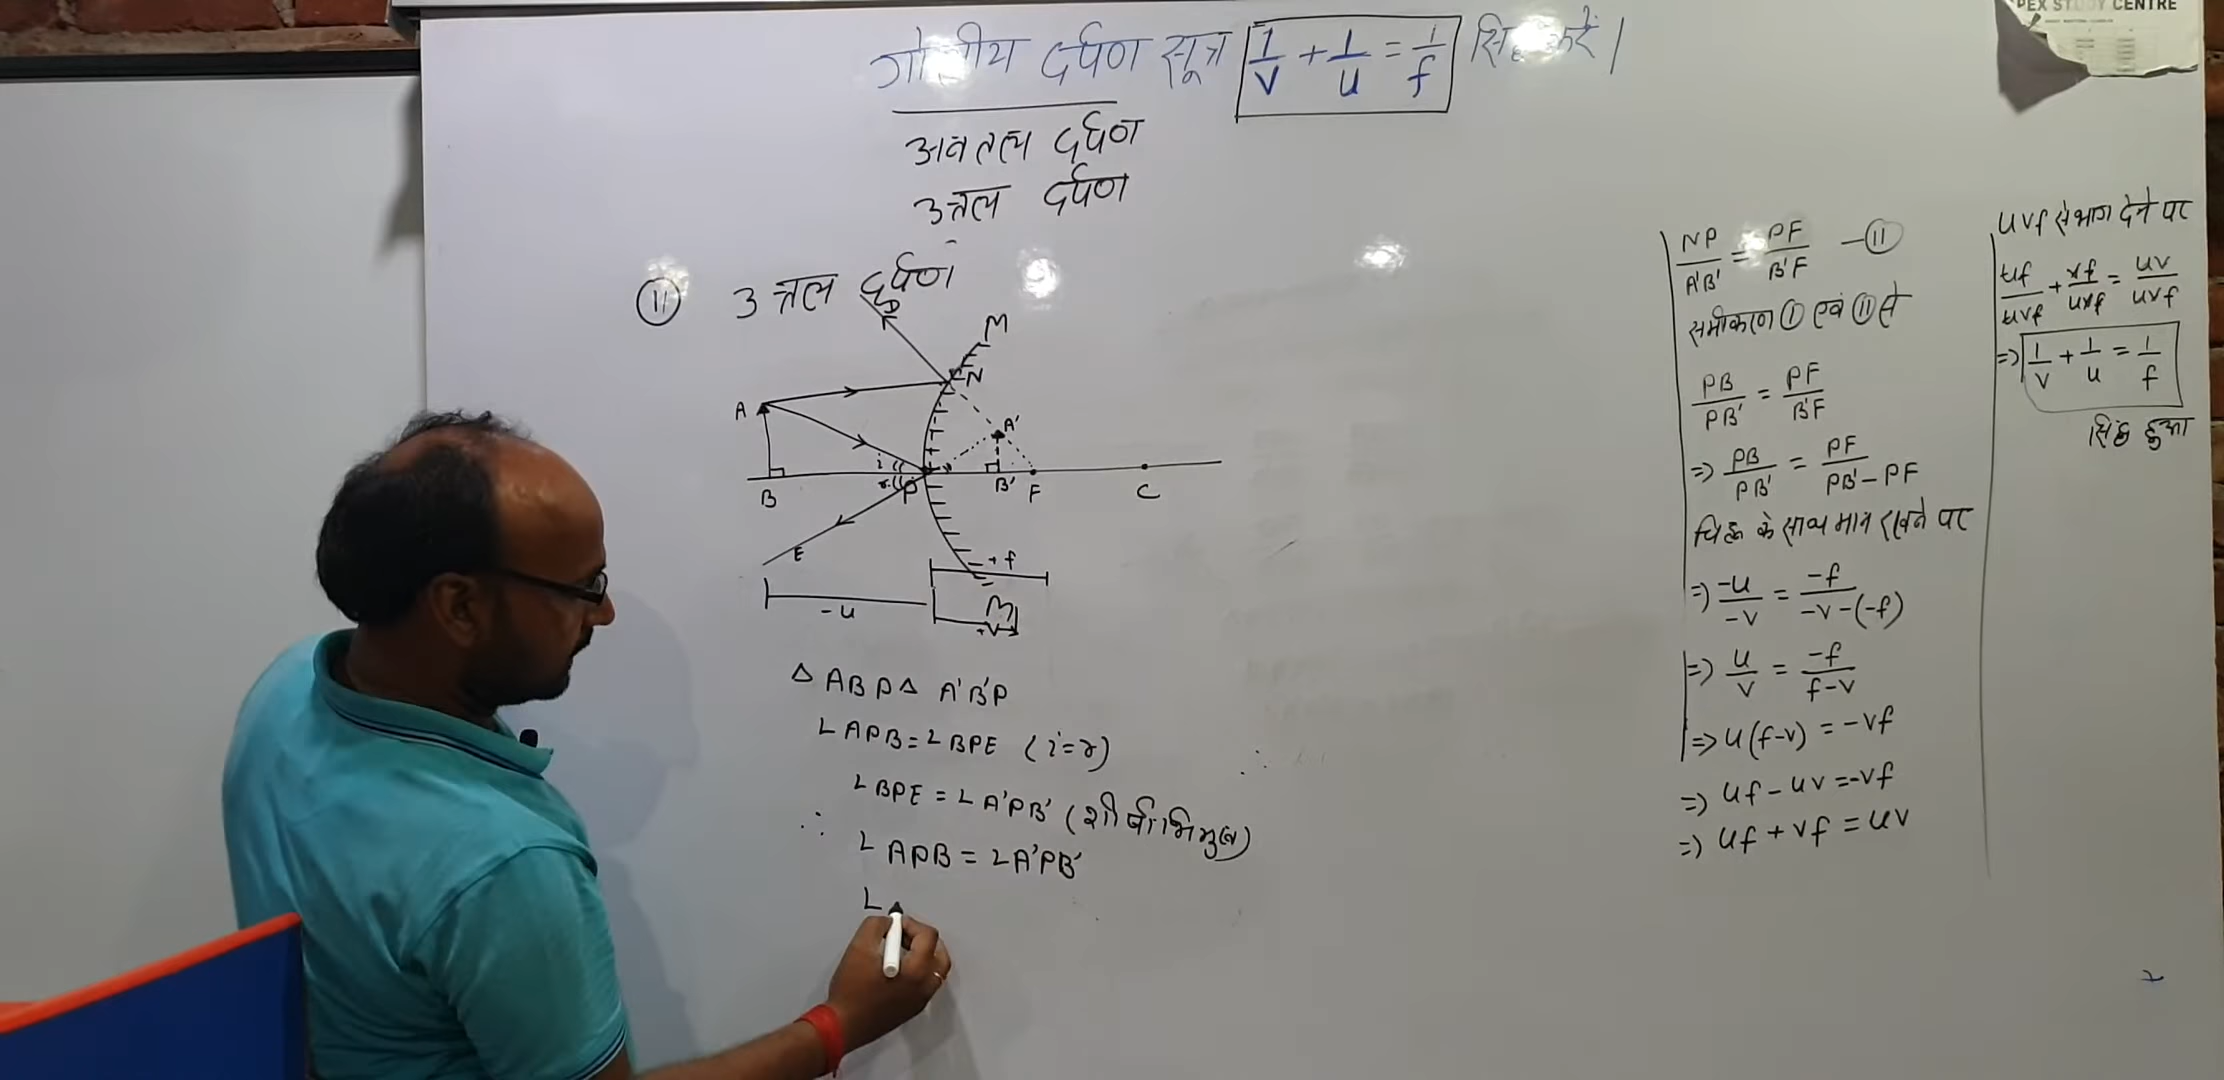 गोलीय दर्पण सूत्र 1/v + 1/u = 1/f सिद्ध करें।
अवतल दर्पण
उत्तल दर्पण
(II) उत्तल दर्पण
D
M
N
A
A'
i
r
B
P
B'
F
C
E
+f
-u
M'
+v
Δ ABP Δ A'B'P
∠APB = ∠BPE (i=r)
∠BPE = ∠A'PB' (शीर्षाभिमुख)
∴ ∠APB = ∠A'PB'
∠
NP/A'B' = PF/B'F —(II)
समीकरण (I) एवं (II) से
PB/PB' = PF/B'F
=> PB/PB' = PF/PB'-PF
चिह्न के साथ मान रखने पर
=> -u/-v = -f/-v-(-f)
=> u/v = -f/f-v
=> u(f-v) = -vf
=> uf - uv = -vf
=> uf + vf = uv
uvf से भाग देने पर
uf/uvf + vf/uvf = uv/uvf
=> 1/v + 1/u = 1/f
सिद्ध हुआ
PEX STUDY CENTRE